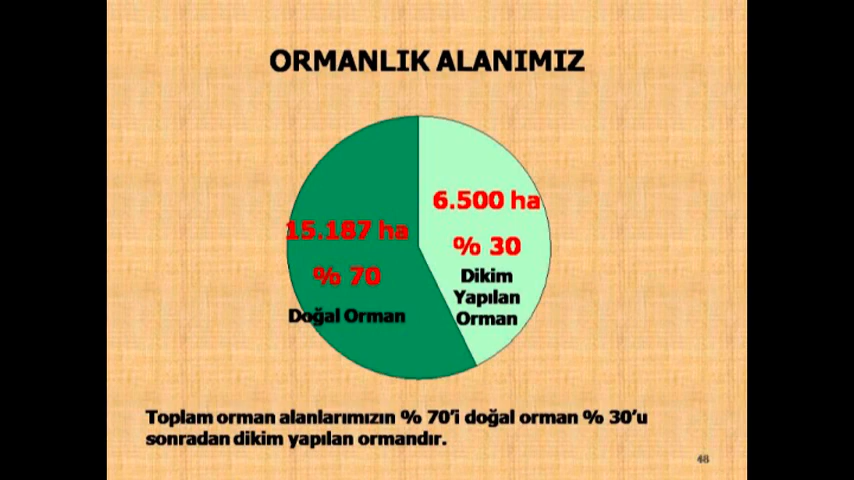 ORMANLIK ALANIMIZ
6.500 ha
15.187 ha
% 30
% 70
Dikim
Yapılan
Orman
Doğal Orman
Toplam orman alanlarımızın % 70’i doğal orman % 30’u
sonradan dikim yapılan ormandır.
48